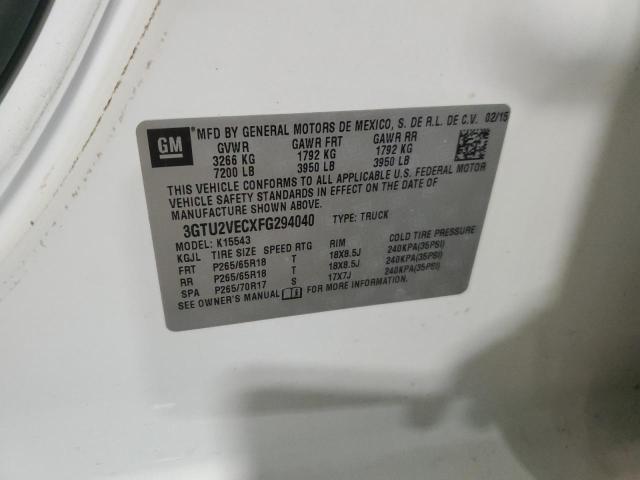 GM
MFD BY GENERAL MOTORS DE MEXICO, S. DE R.L. DE C.V. 02/15
GVWR GAWR FRT GAWR RR
3266 KG 1792 KG 1792 KG
7200 LB 3950 LB 3950 LB
THIS VEHICLE CONFORMS TO ALL APPLICABLE U.S. FEDERAL MOTOR
VEHICLE SAFETY STANDARDS IN EFFECT ON THE DATE OF
MANUFACTURE SHOWN ABOVE.
3GTU2VECXFG294040 TYPE: TRUCK
MODEL: K15543
KGJL TIRE SIZE SPEED RTG RIM COLD TIRE PRESSURE
FRT P265/65R18 T 18X8.5J 240KPA(35PSI)
RR P265/65R18 T 18X8.5J 240KPA(35PSI)
SPA P265/70R17 S 17X7J 240KPA(35PSI)
SEE OWNER'S MANUAL FOR MORE INFORMATION.